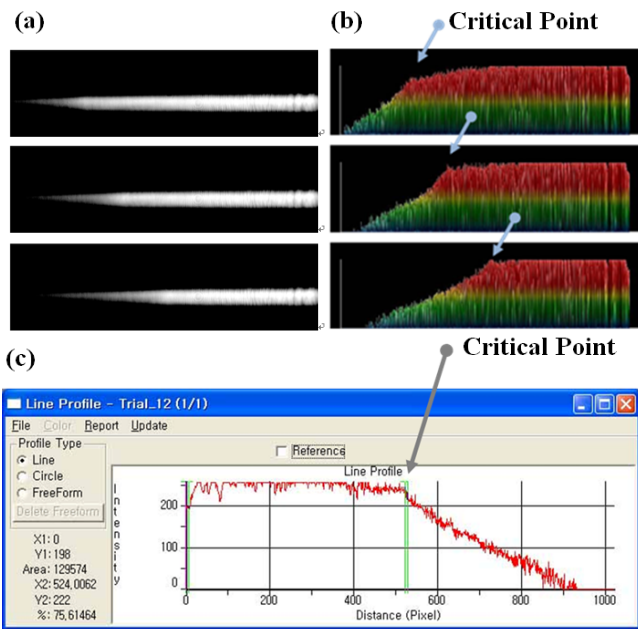 (a)
(b)
Critical Point
(c)
Critical Point
Line Profile - Trial_12 (1/1)
File Color Report Update
Profile Type
Line
Circle
FreeForm
Delete Freeform
X1: 0
Y1: 198
Area: 129574
X2: 524,0062
Y2: 222
%: 75,61464
Reference
Line Profile
Intensity
200
100
0
0 200 400 600 800 1000
Distance (Pixel)